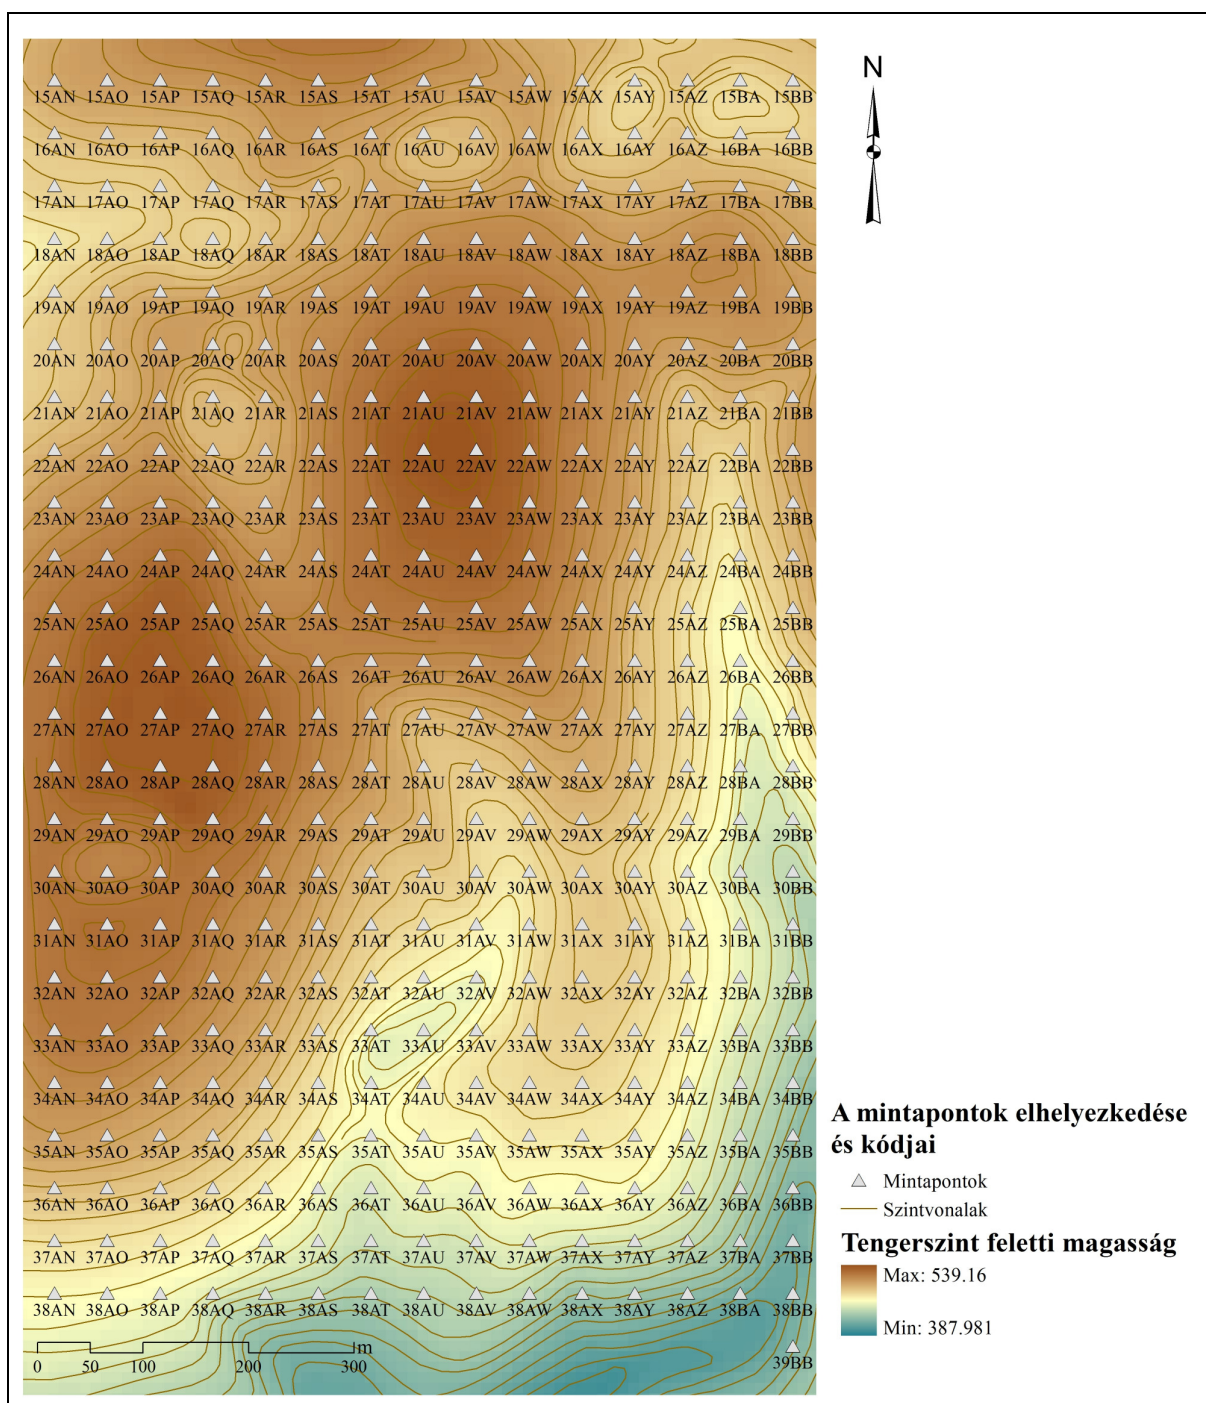 N
15AN 15AO 15AP 15AQ 15AR 15AS 15AT 15AU 15AV 15AW 15AX 15AY 15AZ 15BA 15BB
16AN 16AO 16AP 16AQ 16AR 16AS 16AT 16AU 16AV 16AW 16AX 16AY 16AZ 16BA 16BB
17AN 17AO 17AP 17AQ 17AR 17AS 17AT 17AU 17AV 17AW 17AX 17AY 17AZ 17BA 17BB
18AN 18AO 18AP 18AQ 18AR 18AS 18AT 18AU 18AV 18AW 18AX 18AY 18AZ 18BA 18BB
19AN 19AO 19AP 19AQ 19AR 19AS 19AT 19AU 19AV 19AW 19AX 19AY 19AZ 19BA 19BB
20AN 20AO 20AP 20AQ 20AR 20AS 20AT 20AU 20AV 20AW 20AX 20AY 20AZ 20BA 20BB
21AN 21AO 21AP 21AQ 21AR 21AS 21AT 21AU 21AV 21AW 21AX 21AY 21AZ 21BA 21BB
22AN 22AO 22AP 22AQ 22AR 22AS 22AT 22AU 22AV 22AW 22AX 22AY 22AZ 22BA 22BB
23AN 23AO 23AP 23AQ 23AR 23AS 23AT 23AU 23AV 23AW 23AX 23AY 23AZ 23BA 23BB
24AN 24AO 24AP 24AQ 24AR 24AS 24AT 24AU 24AV 24AW 24AX 24AY 24AZ 24BA 24BB
25AN 25AO 25AP 25AQ 25AR 25AS 25AT 25AU 25AV 25AW 25AX 25AY 25AZ 25BA 25BB
26AN 26AO 26AP 26AQ 26AR 26AS 26AT 26AU 26AV 26AW 26AX 26AY 26AZ 26BA 26BB
27AN 27AO 27AP 27AQ 27AR 27AS 27AT 27AU 27AV 27AW 27AX 27AY 27AZ 27BA 27BB
28AN 28AO 28AP 28AQ 28AR 28AS 28AT 28AU 28AV 28AW 28AX 28AY 28AZ 28BA 28BB
29AN 29AO 29AP 29AQ 29AR 29AS 29AT 29AU 29AV 29AW 29AX 29AY 29AZ 29BA 29BB
30AN 30AO 30AP 30AQ 30AR 30AS 30AT 30AU 30AV 30AW 30AX 30AY 30AZ 30BA 30BB
31AN 31AO 31AP 31AQ 31AR 31AS 31AT 31AU 31AV 31AW 31AX 31AY 31AZ 31BA 31BB
32AN 32AO 32AP 32AQ 32AR 32AS 32AT 32AU 32AV 32AW 32AX 32AY 32AZ 32BA 32BB
33AN 33AO 33AP 33AQ 33AR 33AS 33AT 33AU 33AV 33AW 33AX 33AY 33AZ 33BA 33BB
34AN 34AO 34AP 34AQ 34AR 34AS 34AT 34AU 34AV 34AW 34AX 34AY 34AZ 34BA 34BB
35AN 35AO 35AP 35AQ 35AR 35AS 35AT 35AU 35AV 35AW 35AX 35AY 35AZ 35BA 35BB
36AN 36AO 36AP 36AQ 36AR 36AS 36AT 36AU 36AV 36AW 36AX 36AY 36AZ 36BA 36BB
37AN 37AO 37AP 37AQ 37AR 37AS 37AT 37AU 37AV 37AW 37AX 37AY 37AZ 37BA 37BB
38AN 38AO 38AP 38AQ 38AR 38AS 38AT 38AU 38AV 38AW 38AX 38AY 38AZ 38BA 38BB
39BB
m
0 50 100 200 300
A mintapontok elhelyezkedése
és kódjai
Mintapontok
Szintvonalak
Tengerszint feletti magasság
Max: 539.16
Min: 387.981